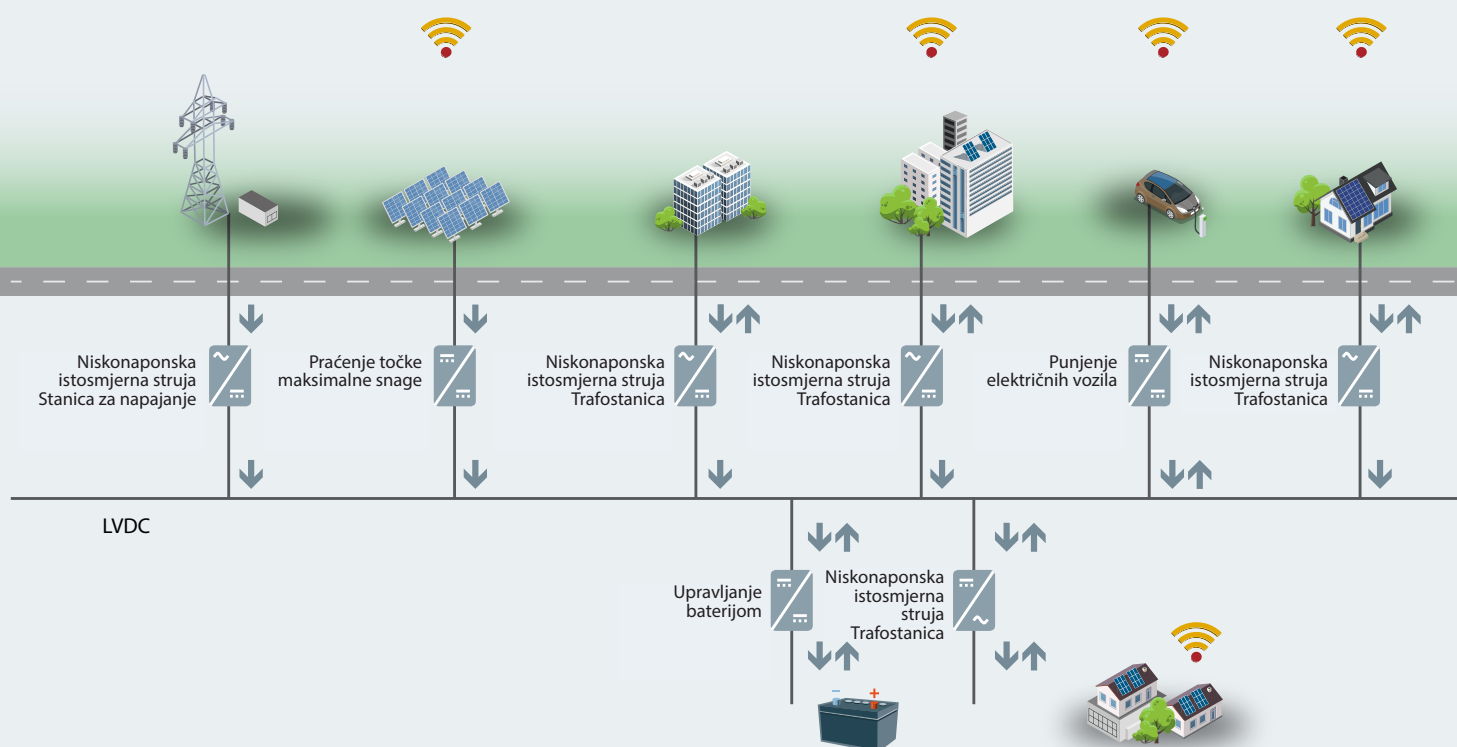 Niskonaponska
istosmjerna struja
Stanica za napajanje
Praćenje točke
maksimalne snage
Niskonaponska
istosmjerna struja
Trafostanica
Niskonaponska
istosmjerna struja
Trafostanica
Punjenje
električnih vozila
Niskonaponska
istosmjerna struja
Trafostanica
LVDC
Upravljanje
baterijom
Niskonaponska
istosmjerna
struja
Trafostanica